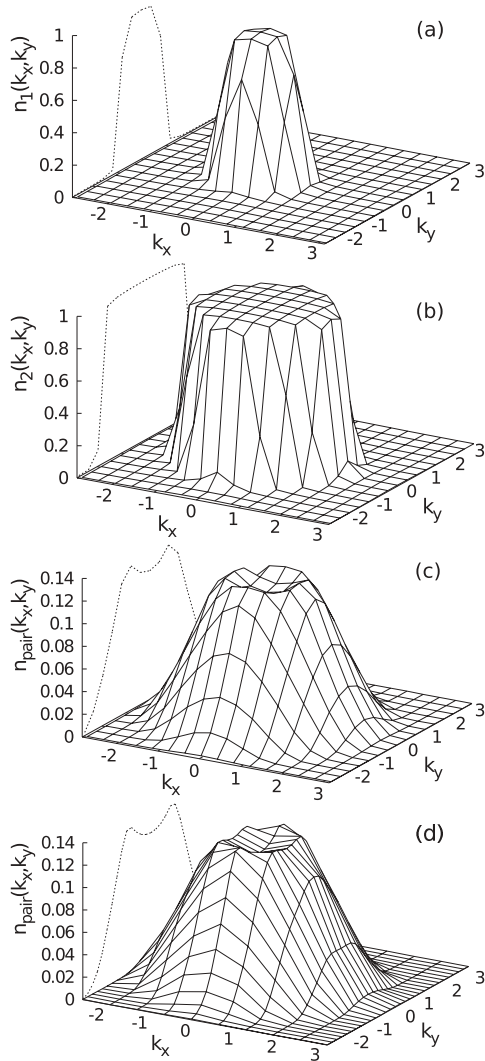 (a)
n1(kx,ky)
1
0.8
0.6
0.4
0.2
0
-2 -1 0 1 2 3
kx
-2 -1 0 1 2 3
ky
(b)
n2(kx,ky)
1
0.8
0.6
0.4
0.2
0
-2 -1 0 1 2 3
kx
-2 -1 0 1 2 3
ky
(c)
npair(kx,ky)
0.14
0.12
0.1
0.08
0.06
0.04
0.02
0
-2 -1 0 1 2 3
kx
-2 -1 0 1 2 3
ky
(d)
npair(kx,ky)
0.14
0.12
0.1
0.08
0.06
0.04
0.02
0
-2 -1 0 1 2 3
kx
-2 -1 0 1 2 3
ky